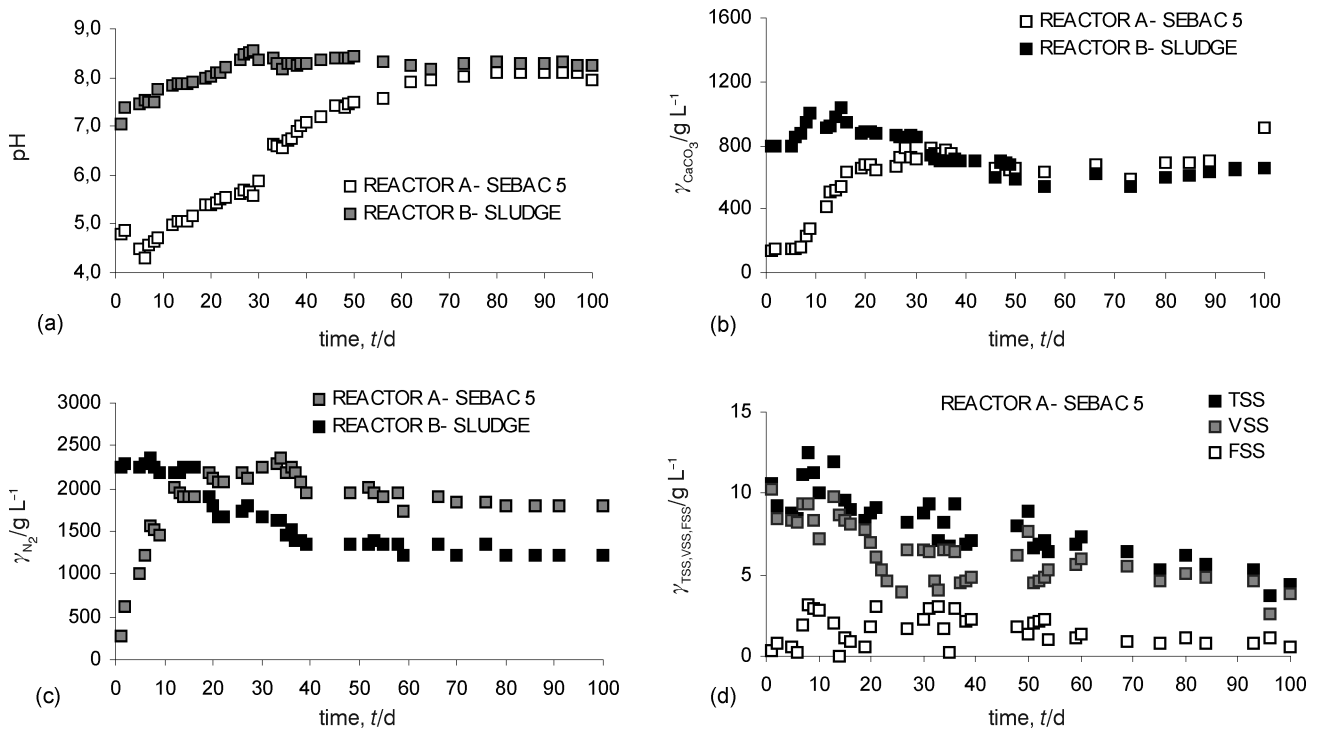 9,0
8,0
7,0
6,0
5,0
4,0
pH
REACTOR A- SEBAC 5
REACTOR B- SLUDGE
0 10 20 30 40 50 60 70 80 90 100
(a)
time, t/d
REACTOR A- SEBAC 5
REACTOR B- SLUDGE
1600
1200
800
400
0
γCaCO₃/g L⁻¹
0 10 20 30 40 50 60 70 80 90 100
(b)
time, t/d
REACTOR A- SEBAC 5
REACTOR B- SLUDGE
3000
2500
2250
2000
1500
1000
500
0
γN₂/g L⁻¹
0 10 20 30 40 50 60 70 80 90 100
(c)
time, t/d
REACTOR A- SEBAC 5
TSS
VSS
FSS
15
10
5
0
γTSS,VSS,FSS/g L⁻¹
0 10 20 30 40 50 60 70 80 90 100
(d)
time, t/d